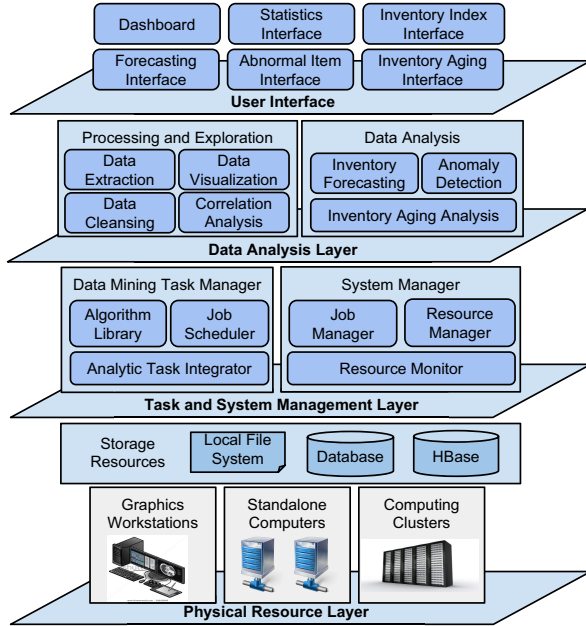 Dashboard
Statistics
Interface
Inventory Index
Interface
Forecasting
Interface
Abnormal Item
Interface
Inventory Aging
Interface
User Interface
Processing and Exploration
Data
Extraction
Data
Visualization
Data
Cleansing
Correlation
Analysis
Data Analysis
Inventory
Forecasting
Anomaly
Detection
Inventory Aging Analysis
Data Analysis Layer
Data Mining Task Manager
Algorithm
Library
Job
Scheduler
Analytic Task Integrator
System Manager
Job
Manager
Resource
Manager
Resource Monitor
Task and System Management Layer
Storage
Resources
Local File
System
Database
HBase
Graphics
Workstations
Standalone
Computers
Computing
Clusters
Physical Resource Layer